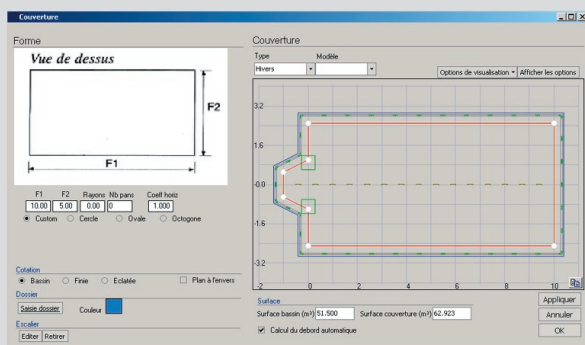 Couverture
Forme
Vue de dessus
F2
F1
F1 F2 Rayons Nb pans Coeff horiz
10.00 5.00 0.00 0 1.000
Custom Cercle Ovale Octogone
Cotation
Bassin Finie Eclatée Plan à l'envers
Dossier
Saisie dossier Couleur
Escalier
Editer Retirer
Couverture
Type Modèle
Hivers
Options de visualisation Afficher les options
3.2
1.6
-0.0
-1.6
-3.2
-2 0 2 4 6 8 10
Surface
Surface bassin (m²) 51.500 Surface couverture (m²) 62.923
Calcul du debord automatique
Appliquer
Annuler
OK